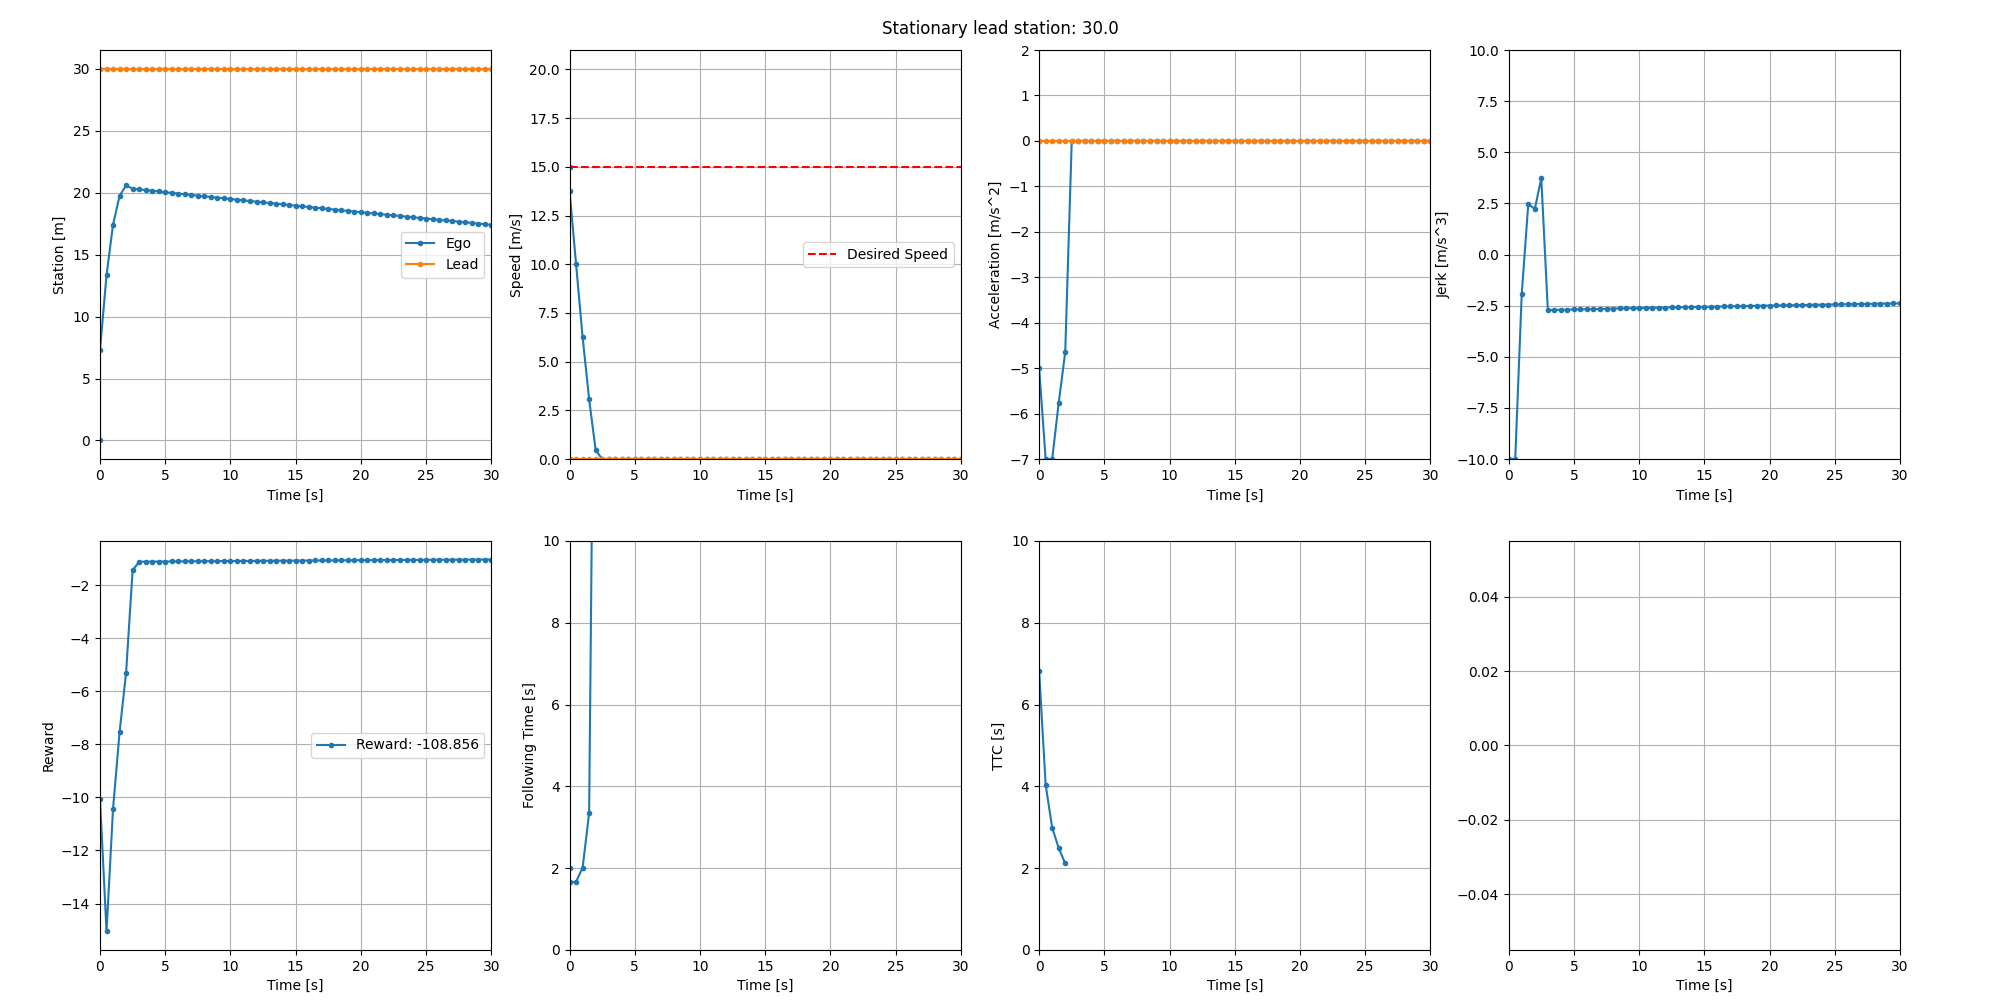 Stationary lead station: 30.0
Station [m]
30
25
20
15
10
5
0
Ego
Lead
0 5 10 15 20 25 30
Time [s]
Speed [m/s]
20.0
17.5
15.0
12.5
10.0
7.5
5.0
2.5
0.0
Desired Speed
0 5 10 15 20 25 30
Time [s]
Acceleration [m/s^2]
2
1
0
−1
−2
−3
−4
−5
−6
−7
0 5 10 15 20 25 30
Time [s]
Jerk [m/s^3]
10.0
7.5
5.0
2.5
0.0
−2.5
−5.0
−7.5
−10.0
0 5 10 15 20 25 30
Time [s]
Reward
−2
−4
−6
−8
−10
−12
−14
Reward: -108.856
0 5 10 15 20 25 30
Time [s]
Following Time [s]
10
8
6
4
2
0
0 5 10 15 20 25 30
Time [s]
TTC [s]
10
8
6
4
2
0
0 5 10 15 20 25 30
Time [s]
0.04
0.02
0.00
−0.02
−0.04
0 5 10 15 20 25 30
Time [s]